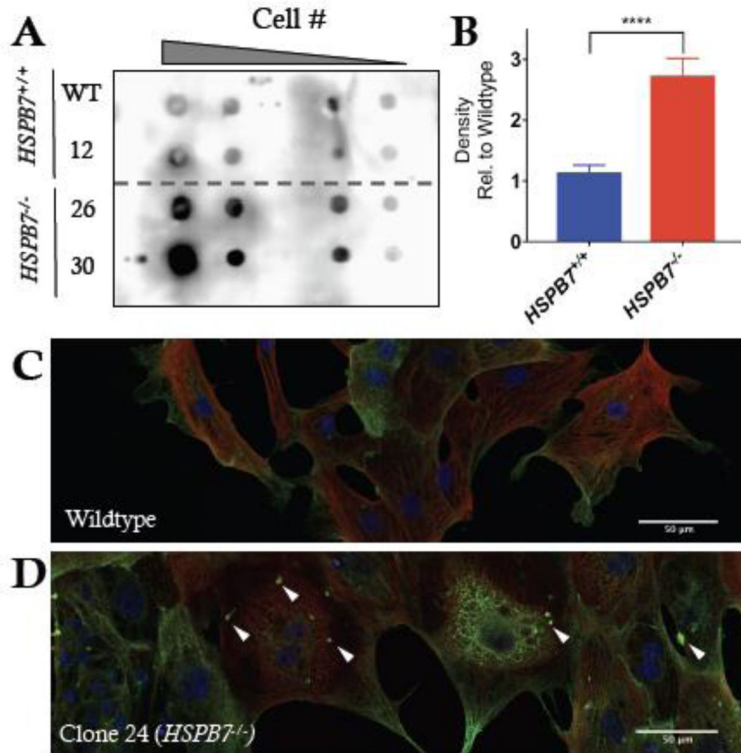 A
Cell #
HSPB7+/+
WT
12
HSPB7-/-
26
30
B
****
Density
Rel. to Wildtype
3
2
1
0
HSPB7+/+
HSPB7-/-
C
Wildtype
50 µm
D
Clone 24 (HSPB7-/-)
50 µm